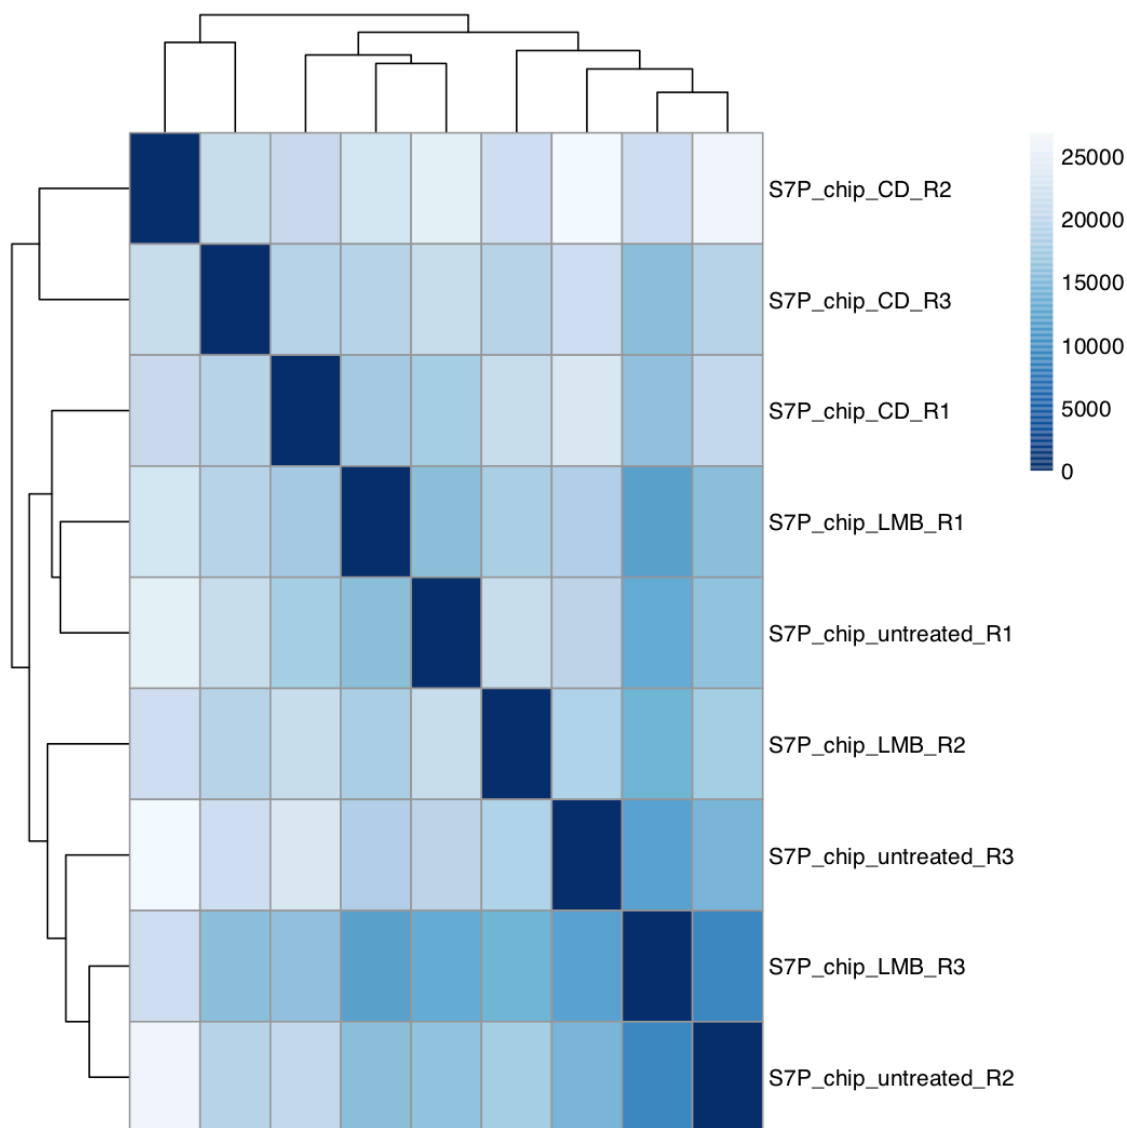 S7P_chip_CD_R2
S7P_chip_CD_R3
S7P_chip_CD_R1
S7P_chip_LMB_R1
S7P_chip_untreated_R1
S7P_chip_LMB_R2
S7P_chip_untreated_R3
S7P_chip_LMB_R3
S7P_chip_untreated_R2
25000
20000
15000
10000
5000
0